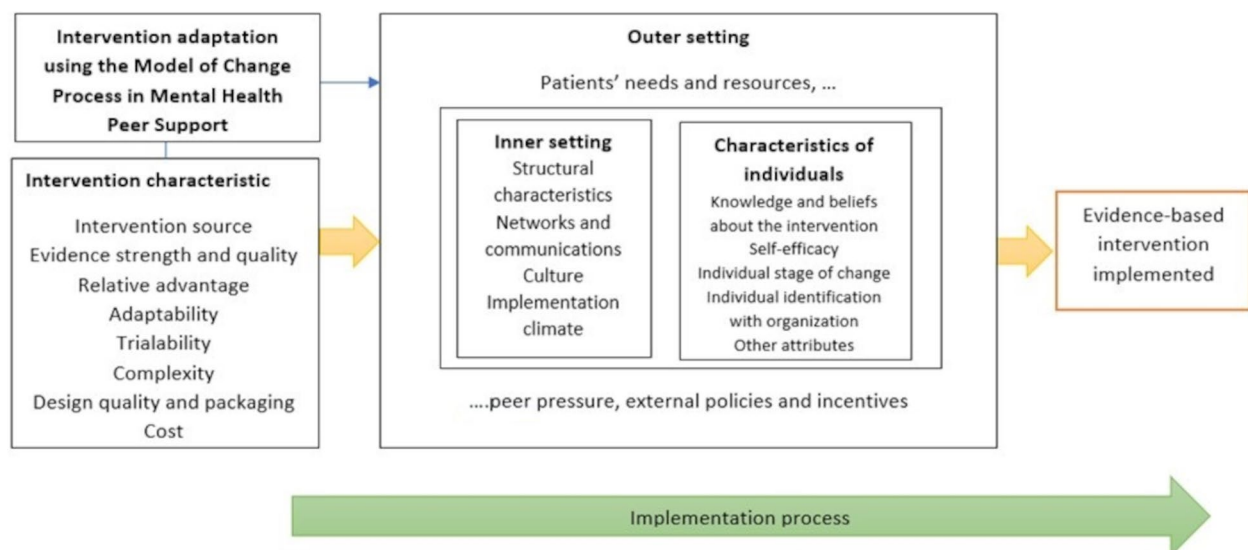 Intervention adaptation
using the Model of Change
Process in Mental Health
Peer Support
Intervention characteristic
Intervention source
Evidence strength and quality
Relative advantage
Adaptability
Trialability
Complexity
Design quality and packaging
Cost
Outer setting
Patients’ needs and resources, ...
Inner setting
Structural
characteristics
Networks and
communications
Culture
Implementation
climate
Characteristics of
individuals
Knowledge and beliefs
about the intervention
Self-efficacy
Individual stage of change
Individual identification
with organization
Other attributes
....peer pressure, external policies and incentives
Evidence-based
intervention
implemented
Implementation process